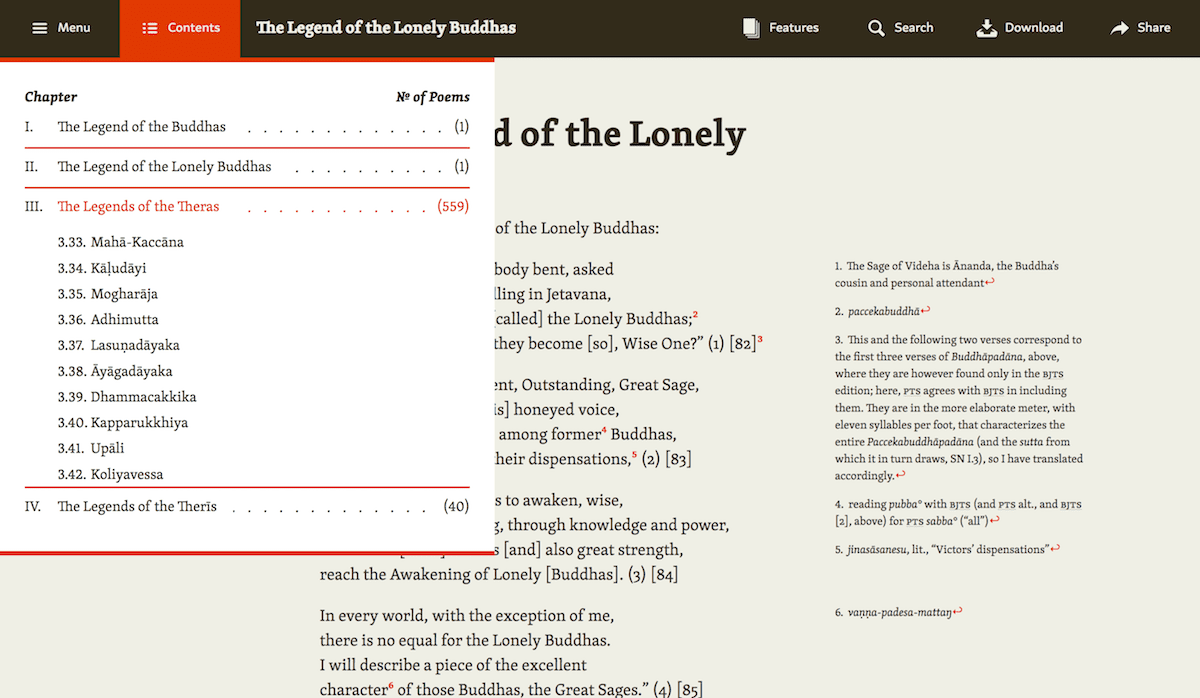 Menu
Contents
The Legend of the Lonely Buddhas
Features
Search
Download
Share
Chapter № of Poems
I. The Legend of the Buddhas . . . . . . . . . . . . . (1)
II. The Legend of the Lonely Buddhas . . . . . . . . . . (1)
III. The Legends of the Theras . . . . . . . . . . . . (559)
3.33. Mahā-Kaccāna
3.34. Kāḷudāyi
3.35. Mogharāja
3.36. Adhimutta
3.37. Lasuṇadāyaka
3.38. Āyāgadāyaka
3.39. Dhammacakkika
3.40. Kapparukkhiya
3.41. Upāli
3.42. Koliyavessa
IV. The Legends of the Therīs . . . . . . . . . . . . . (40)
d of the Lonely
of the Lonely Buddhas:
body bent, asked
lling in Jetavana,
[called] the Lonely Buddhas;²
they become [so], Wise One?” (1) [82]³
ent, Outstanding, Great Sage,
is] honeyed voice,
among former⁴ Buddhas,
heir dispensations,⁵ (2) [83]
s to awaken, wise,
g, through knowledge and power,
s [and] also great strength,
reach the Awakening of Lonely [Buddhas]. (3) [84]
In every world, with the exception of me,
there is no equal for the Lonely Buddhas.
I will describe a piece of the excellent
character⁶ of those Buddhas, the Great Sages.” (4) [85]
1. The Sage of Videha is Ānanda, the Buddha’s
cousin and personal attendant↩
2. paccekabuddhā↩
3. This and the following two verses correspond to
the first three verses of Buddhāpadāna, above,
where they are however found only in the BJTS
edition; here, PTS agrees with BJTS in including
them. They are in the more elaborate meter, with
eleven syllables per foot, that characterizes the
entire Paccekabuddhāpadāna (and the sutta from
which it in turn draws, SN I.3), so I have translated
accordingly.↩
4. reading pubba° with BJTS (and PTS alt., and BJTS
[2], above) for PTS sabba° (“all”)↩
5. jinasāsanesu, lit., “Victors’ dispensations”↩
6. vaṇṇa-padesa-mattaŋ↩